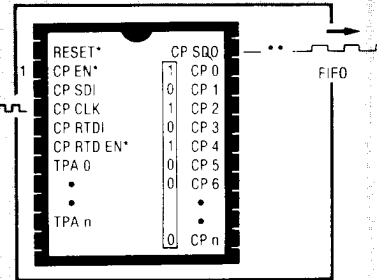 RESET* CP SDO
1 CP EN* 1 CP 0 FIFO
CP SDI 0 CP 1
CP CLK 1 CP 2
CP RTDI 0 CP 3
CP RTD EN* 1 CP 4
TPA 0 0 CP 5
0 CP 6
TPA n
0 CP n